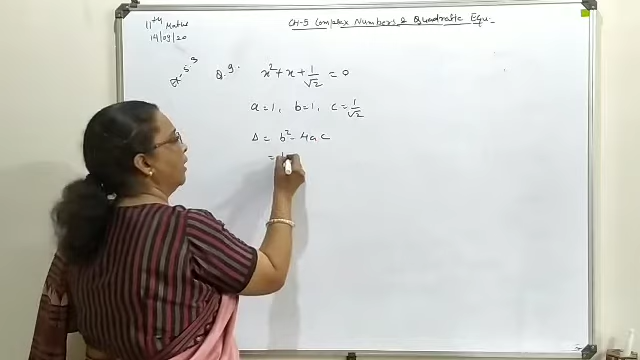 11th Maths
14/09/20
CH-5 Complex Numbers & Quadratic Equ.
Ex-5.3
Q.9. x² + x + 1/√2 = 0
a=1, b=1, c=1/√2
Δ = b² - 4ac
=